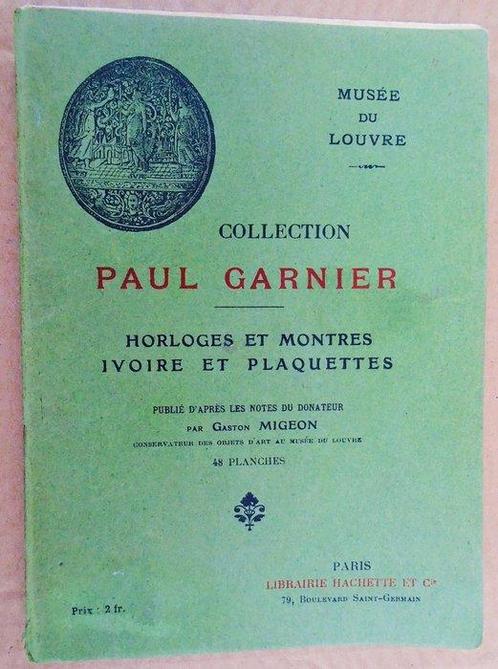 MUSÉE
DU
LOUVRE
COLLECTION
PAUL GARNIER
HORLOGES ET MONTRES
IVOIRE ET PLAQUETTES
PUBLIÉ D'APRÈS LES NOTES DU DONATEUR
PAR GASTON MIGEON
CONSERVATEUR DES OBJETS D'ART AU MUSÉE DU LOUVRE
48 PLANCHES
PARIS
LIBRAIRIE HACHETTE ET Cie
79, BOULEVARD SAINT-GERMAIN
Prix : 2 fr.